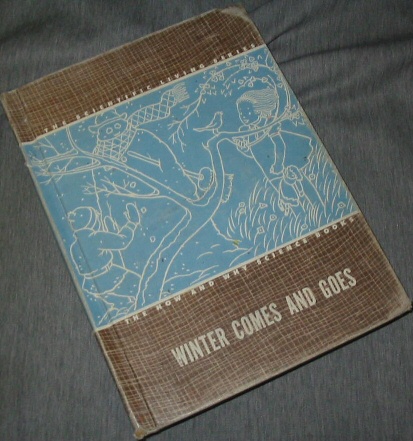 THE SCIENTIFIC LIVING SERIES
THE HOW AND WHY SCIENCE BOOKS
WINTER COMES AND GOES